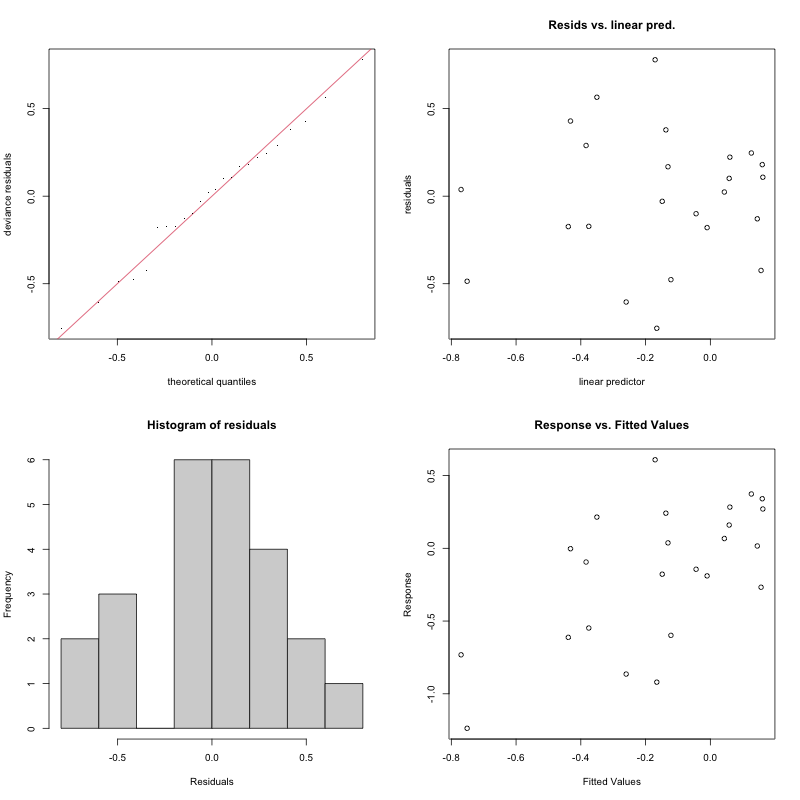 deviance residuals
0.5
0.0
-0.5
-0.5 0.0 0.5
theoretical quantiles
Resids vs. linear pred.
residuals
0.5
0.0
-0.5
-0.8 -0.6 -0.4 -0.2 0.0
linear predictor
Histogram of residuals
Frequency
6
5
4
3
2
1
0
-0.5 0.0 0.5
Residuals
Response vs. Fitted Values
Response
0.5
0.0
-0.5
-1.0
-0.8 -0.6 -0.4 -0.2 0.0
Fitted Values